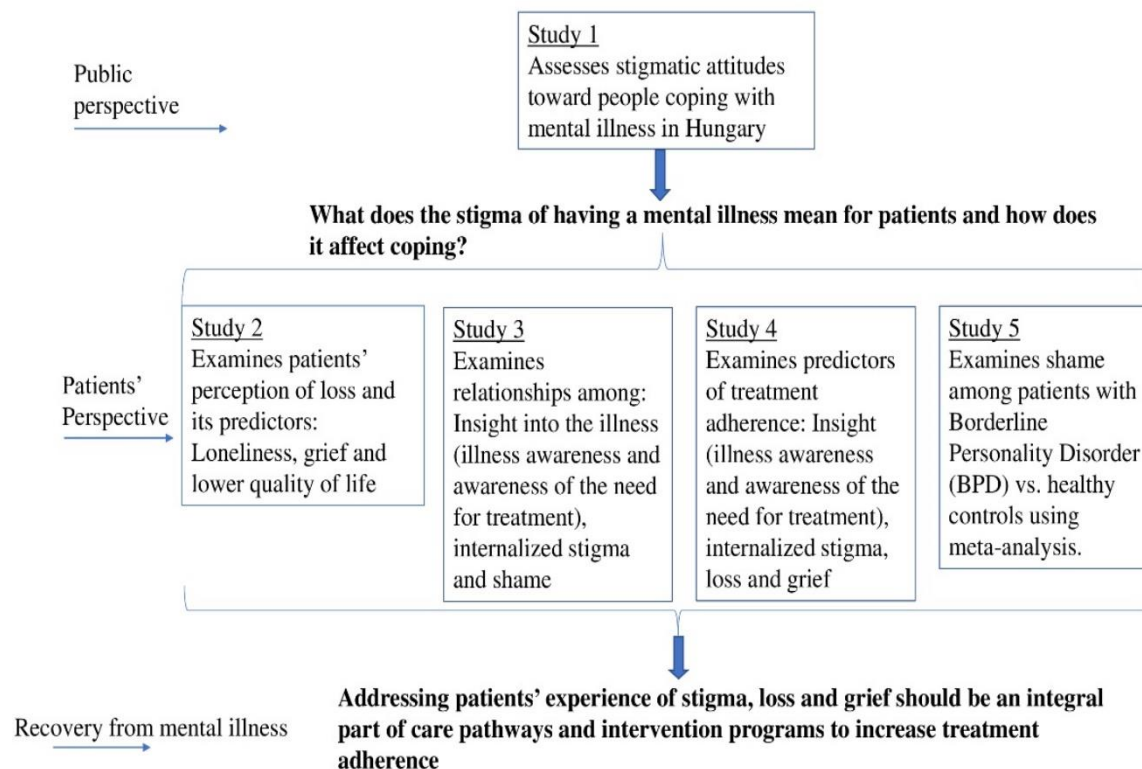 Study 1
Assesses stigmatic attitudes
toward people coping with
mental illness in Hungary
Public
perspective
What does the stigma of having a mental illness mean for patients and how does
it affect coping?
Patients’
Perspective
Study 2
Examines patients’
perception of loss and
its predictors:
Loneliness, grief and
lower quality of life
Study 3
Examines
relationships among:
Insight into the illness
(illness awareness and
awareness of the need
for treatment),
internalized stigma
and shame
Study 4
Examines predictors
of treatment
adherence: Insight
(illness awareness
and awareness of the
need for treatment),
internalized stigma,
loss and grief
Study 5
Examines shame
among patients with
Borderline
Personality Disorder
(BPD) vs. healthy
controls using
meta-analysis.
Recovery from mental illness
Addressing patients’ experience of stigma, loss and grief should be an integral
part of care pathways and intervention programs to increase treatment
adherence